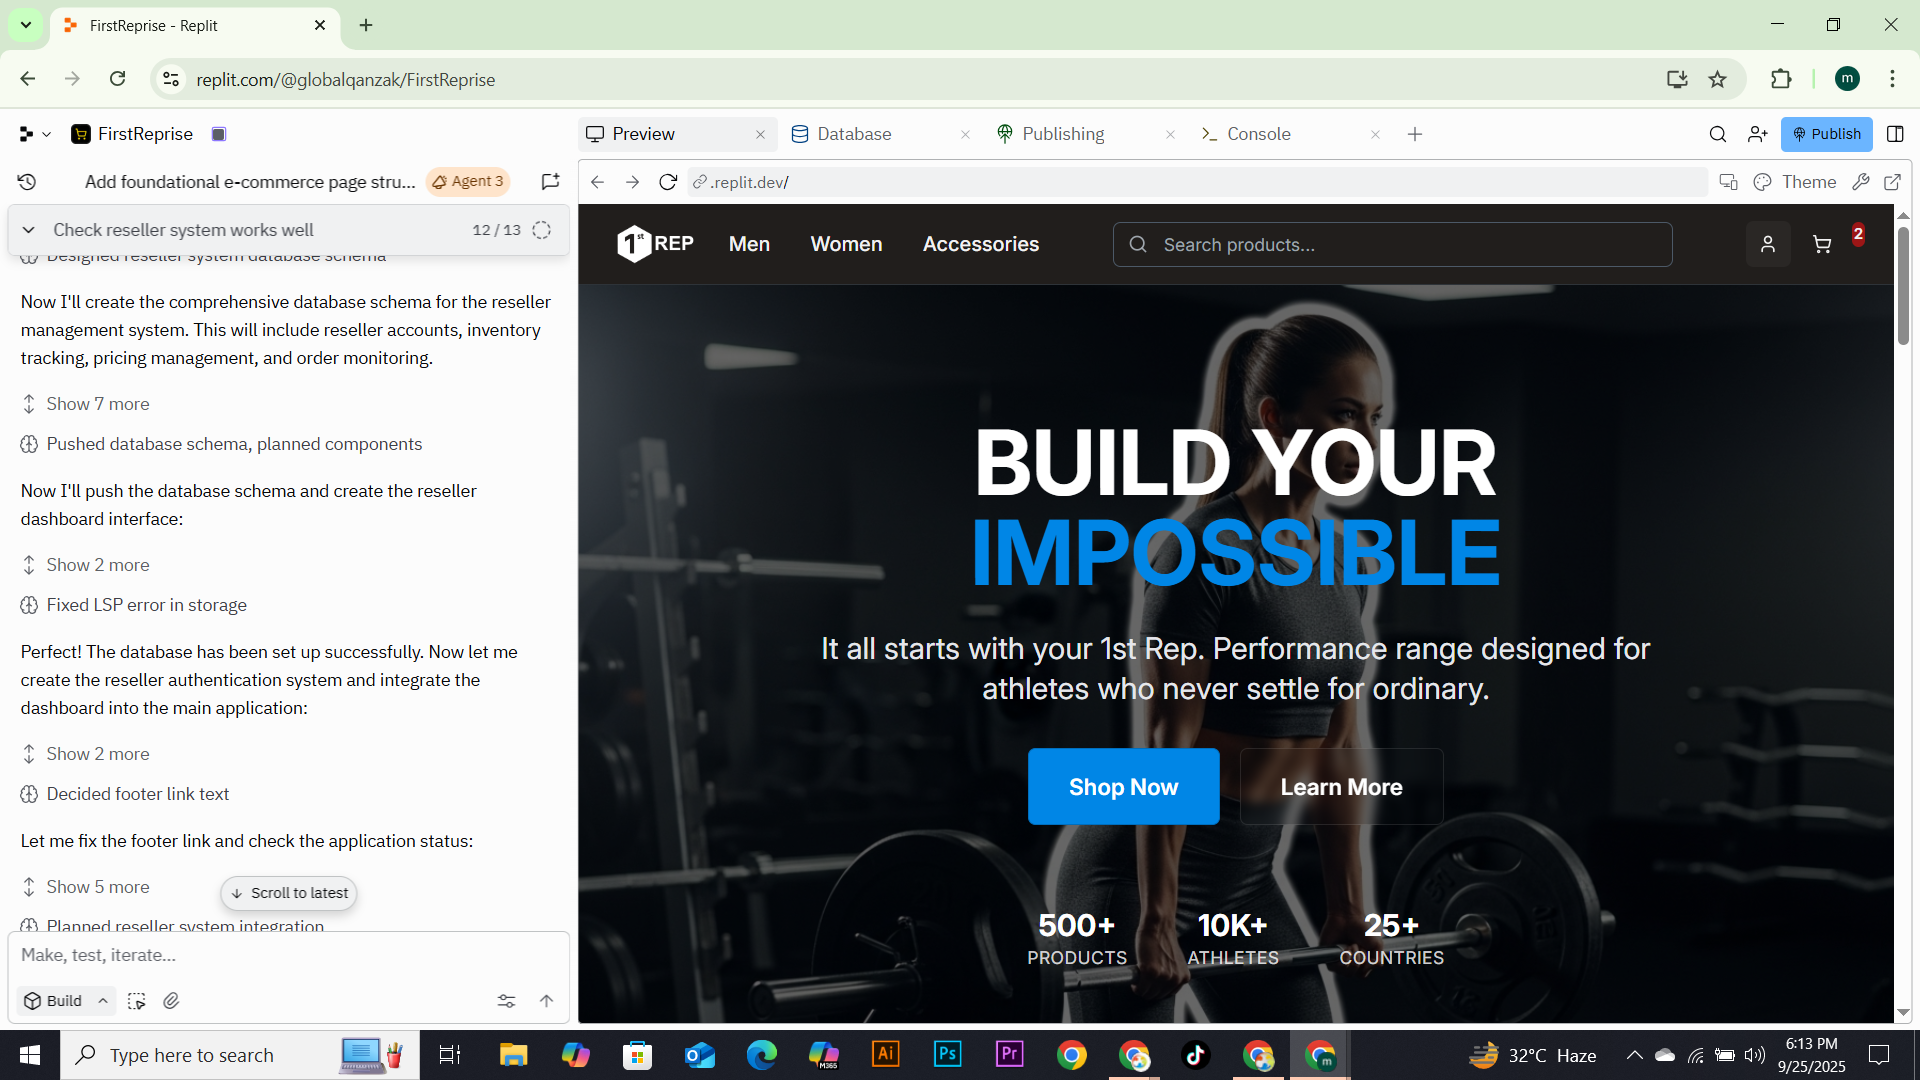 FirstReprise - Replit
replit.com/@globalqanzak/FirstReprise
m
FirstReprise
Preview
Database
Publishing
Console
Publish
Add foundational e-commerce page stru...
Agent 3
.replit.dev/
Theme
Check reseller system works well
12 / 13
Designed reseller system database schema
Now I'll create the comprehensive database schema for the reseller
management system. This will include reseller accounts, inventory
tracking, pricing management, and order monitoring.
Show 7 more
Pushed database schema, planned components
Now I'll push the database schema and create the reseller
dashboard interface:
Show 2 more
Fixed LSP error in storage
Perfect! The database has been set up successfully. Now let me
create the reseller authentication system and integrate the
dashboard into the main application:
Show 2 more
Decided footer link text
Let me fix the footer link and check the application status:
Show 5 more
Scroll to latest
Planned reseller system integration
Make, test, iterate...
Build
1st REP
Men
Women
Accessories
Search products...
2
BUILD YOUR
IMPOSSIBLE
It all starts with your 1st Rep. Performance range designed for
athletes who never settle for ordinary.
Shop Now
Learn More
500+
PRODUCTS
10K+
ATHLETES
25+
COUNTRIES
Type here to search
M365
Ai
Ps
Pr
m
32°C Haze
6:13 PM
9/25/2025